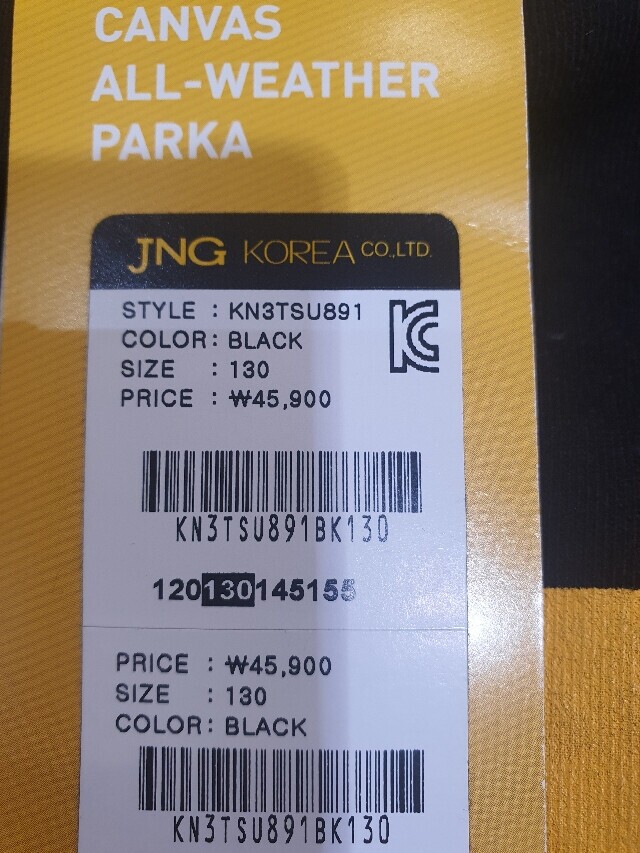 CANVAS
ALL-WEATHER
PARKA
JNG KOREA CO.,LTD.
STYLE : KN3TSU891
COLOR: BLACK
SIZE : 130
PRICE : ₩45,900
KC
KN3TSU891BK130
120 130 145 155
PRICE : ₩45,900
SIZE : 130
COLOR: BLACK
KN3TSU891BK130